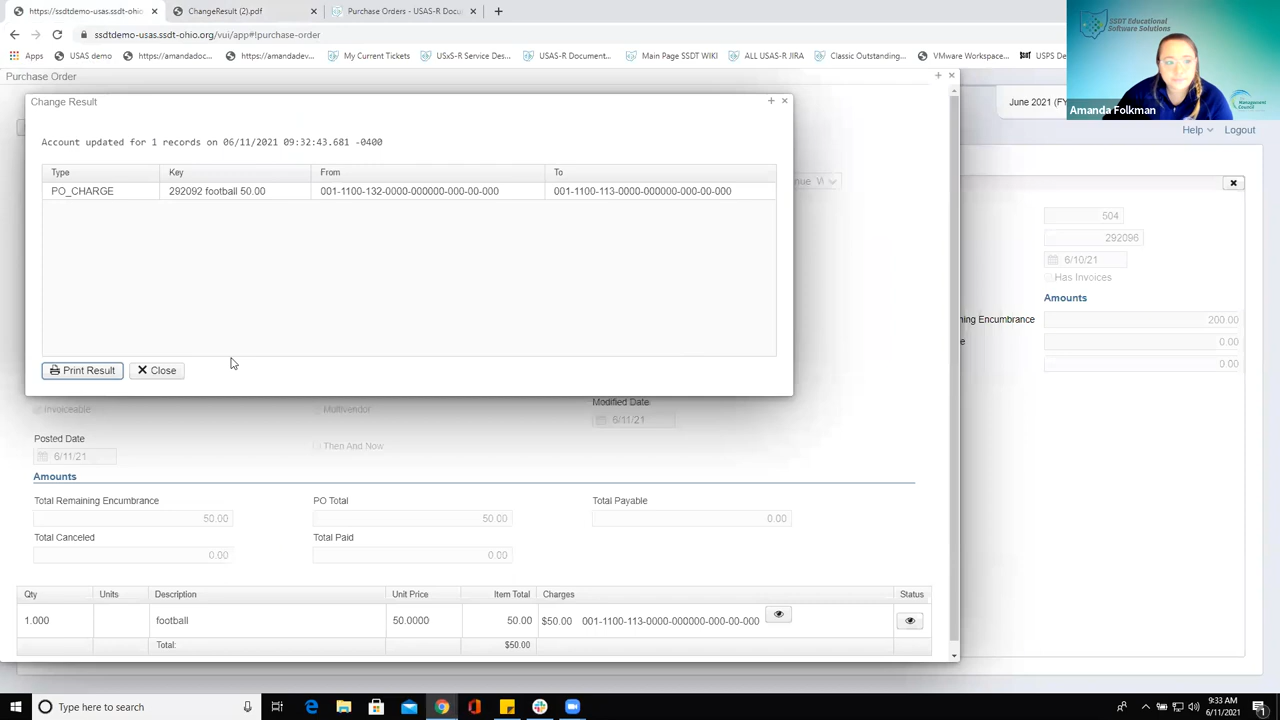 https://ssdtdemo-usas.ssdt-ohio
ChangeResult (2).pdf
Purchase Orders - USAS-R Docu
ssdtdemo-usas.ssdt-ohio.org/vui/app#!purchase-order
Apps
USAS demo
https://amandadoc...
https://amandadev...
My Current Tickets
USxS-R Service Des...
USAS-R Document...
Main Page SSDT WIKI
ALL USAS-R JIRA
Classic Outstanding...
VMware Workspace...
USPS D
SSDT Educational
Software Solutions
Management
Council
Amanda Folkman
Purchase Order
June 2021 (FY
Help
Logout
Change Result
Account updated for 1 records on 06/11/2021 09:32:43.681 -0400
Type
Key
From
To
PO_CHARGE
292092 football 50.00
001-1100-132-0000-000000-000-00-000
001-1100-113-0000-000000-000-00-000
Print Result
Close
nue V
504
292096
6/10/21
Has Invoices
Amounts
ning Encumbrance
200.00
e
0.00
0.00
Invoiceable
Multivendor
Modified Date:
6/11/21
Posted Date
6/11/21
Then And Now
Amounts
Total Remaining Encumbrance
PO Total
Total Payable
50.00
50.00
0.00
Total Canceled
Total Paid
0.00
0.00
Qty
Units
Description
Unit Price
Item Total
Charges
Status
1.000
football
50.0000
50.00
$50.00
001-1100-113-0000-000000-000-00-000
Total:
$50.00
Type here to search
9:33 AM
6/11/2021
1